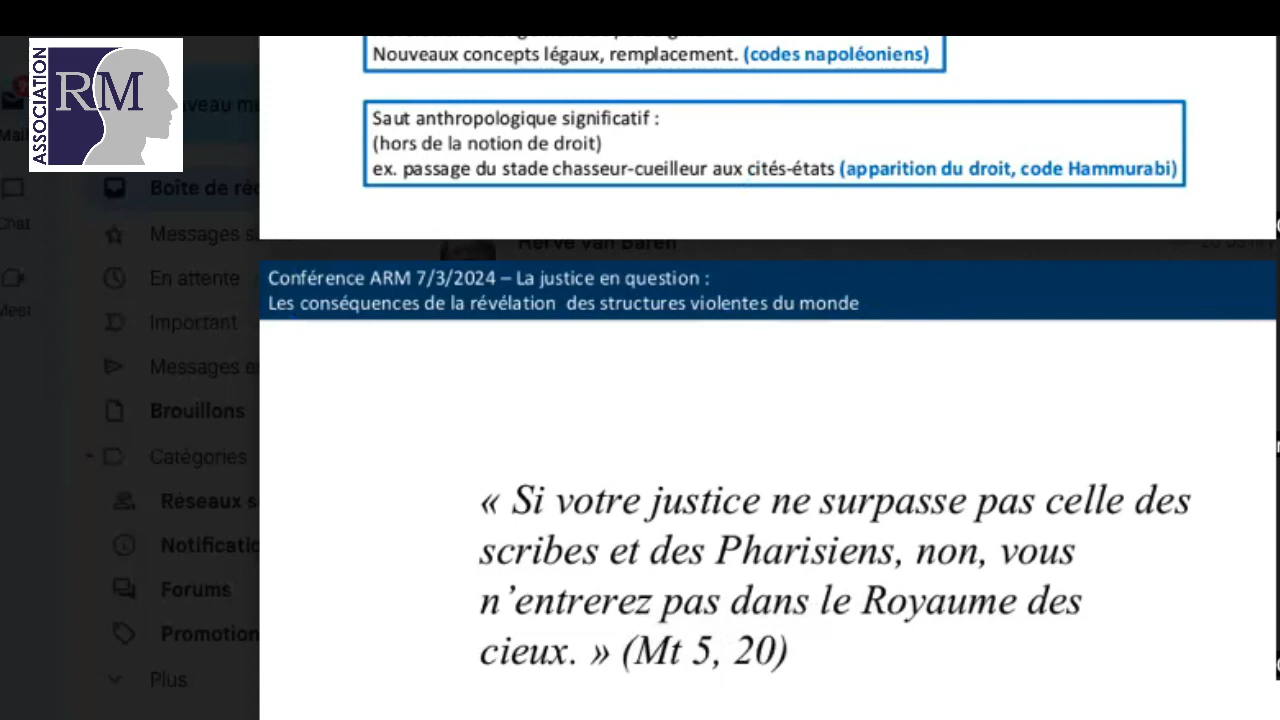 ASSOCIATION
RM
Nouveaux concepts légaux, remplacement. (codes napoléoniens)
Saut anthropologique significatif :
(hors de la notion de droit)
ex. passage du stade chasseur-cueilleur aux cités-états (apparition du droit, code Hammurabi)
Mail
Chat
Meet
Boîte de ré
Messages s
En attente
Important
Messages e
Brouillons
Catégories
Réseaux s
Notificatio
Forums
Promotion
Plus
Hervé van Baren
Conférence ARM 7/3/2024 – La justice en question :
Les conséquences de la révélation des structures violentes du monde
« Si votre justice ne surpasse pas celle des
scribes et des Pharisiens, non, vous
n’entrerez pas dans le Royaume des
cieux. » (Mt 5, 20)